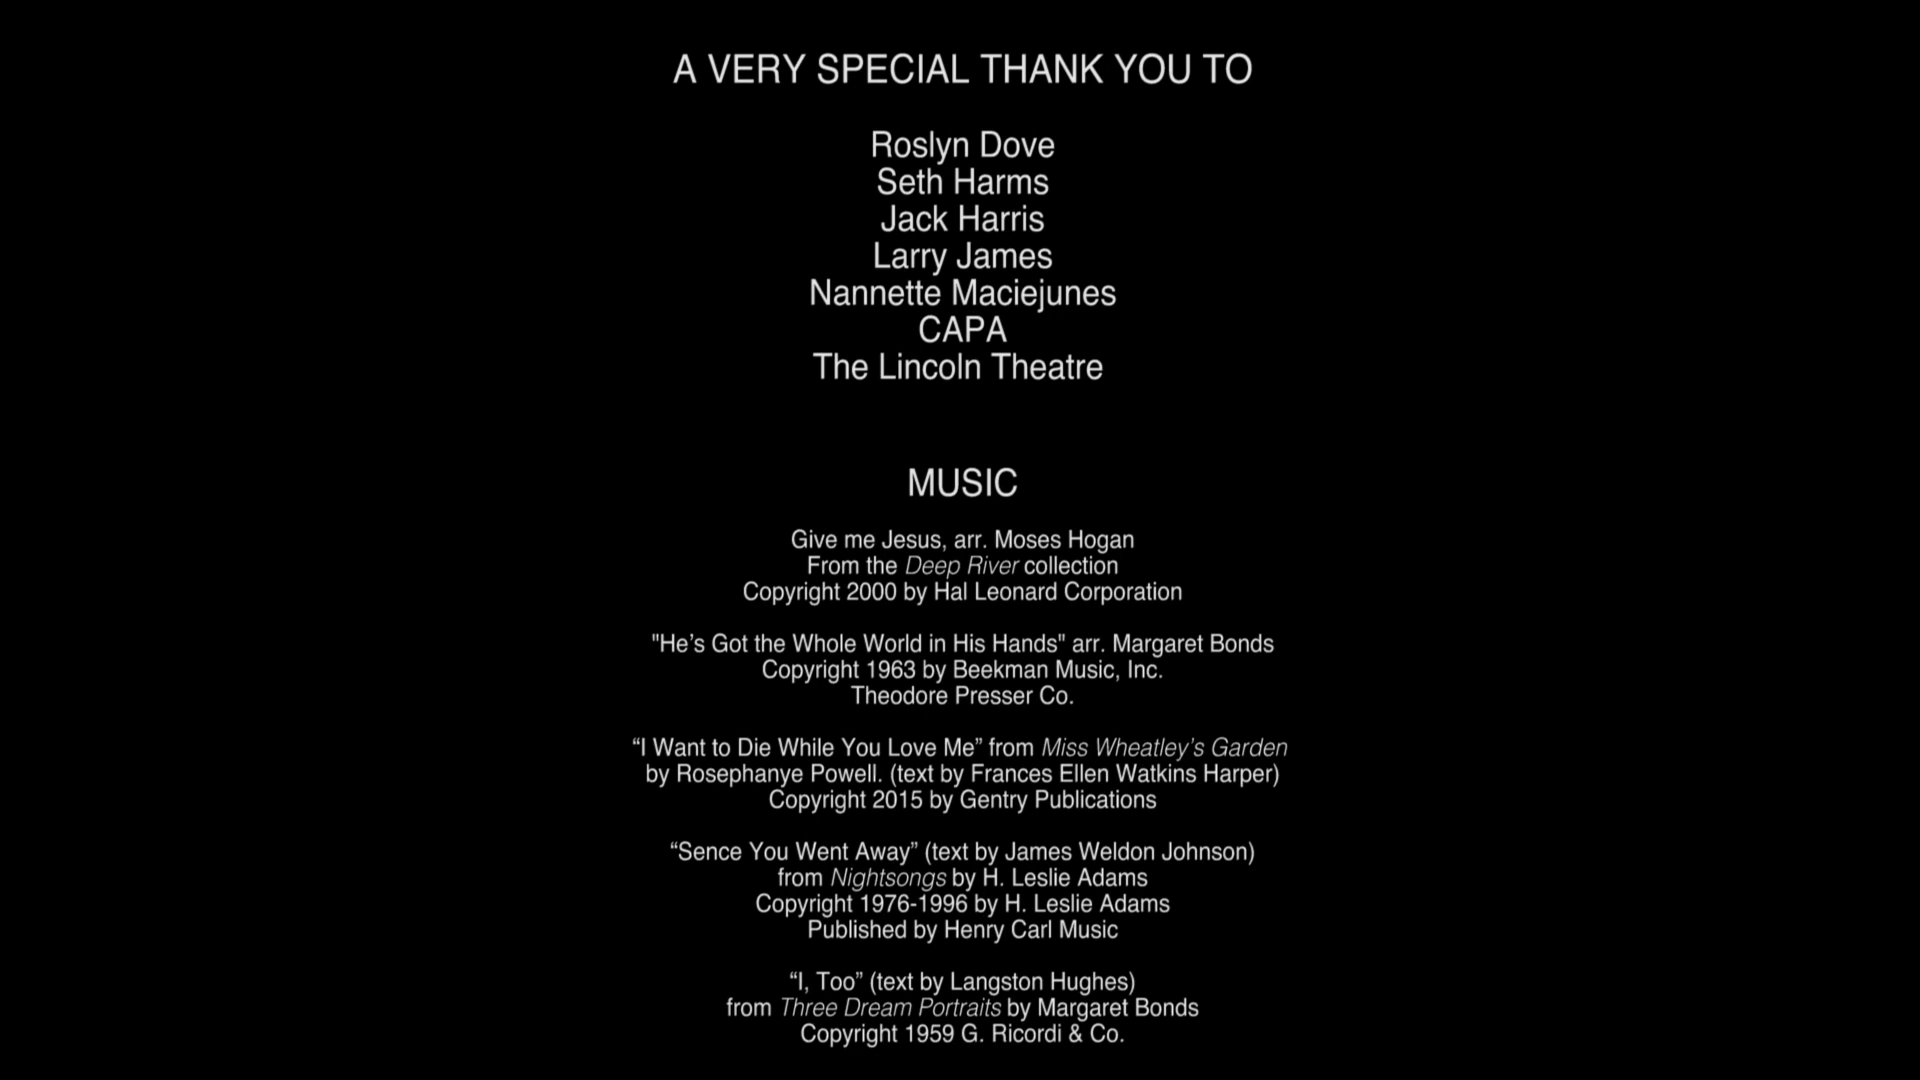 A VERY SPECIAL THANK YOU TO
Roslyn Dove
Seth Harms
Jack Harris
Larry James
Nannette Maciejunes
CAPA
The Lincoln Theatre
MUSIC
Give me Jesus, arr. Moses Hogan
From the Deep River collection
Copyright 2000 by Hal Leonard Corporation
"He’s Got the Whole World in His Hands" arr. Margaret Bonds
Copyright 1963 by Beekman Music, Inc.
Theodore Presser Co.
“I Want to Die While You Love Me” from Miss Wheatley’s Garden
by Rosephanye Powell. (text by Frances Ellen Watkins Harper)
Copyright 2015 by Gentry Publications
“Sence You Went Away” (text by James Weldon Johnson)
from Nightsongs by H. Leslie Adams
Copyright 1976-1996 by H. Leslie Adams
Published by Henry Carl Music
“I, Too” (text by Langston Hughes)
from Three Dream Portraits by Margaret Bonds
Copyright 1959 G. Ricordi & Co.